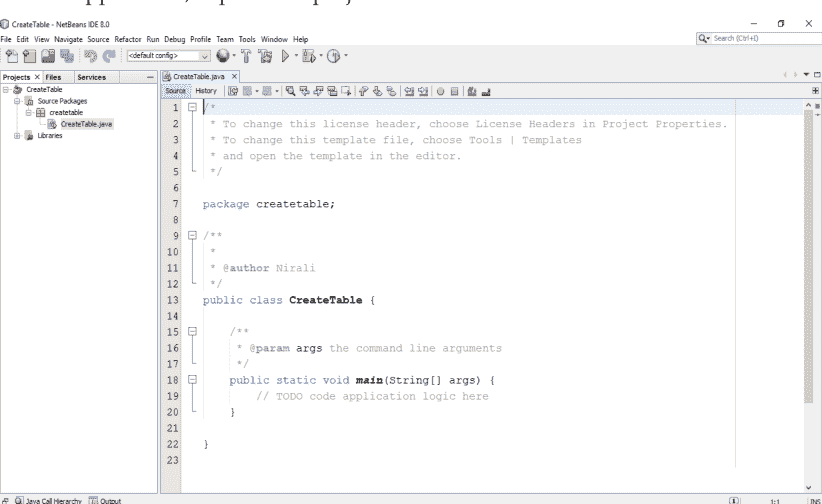 CreateTable - NetBeans IDE 8.0
File Edit View Navigate Source Refactor Run Debug Profile Team Tools Window Help
Search (Ctrl+I)
<default config>
Projects Files Services
CreateTable
Source Packages
createtable
CreateTable.java
Libraries
CreateTable.java
Source History
1 /*
2 * To change this license header, choose License Headers in Project Properties.
3 * To change this template file, choose Tools | Templates
4 * and open the template in the editor.
5 */
6
7 package createtable;
8
9 /**
10 *
11 * @author Nirali
12 */
13 public class CreateTable {
14
15 /**
16 * @param args the command line arguments
17 */
18 public static void main(String[] args) {
19 // TODO code application logic here
20 }
21
22 }
23
Java Call Hierarchy Output
1:1 INS